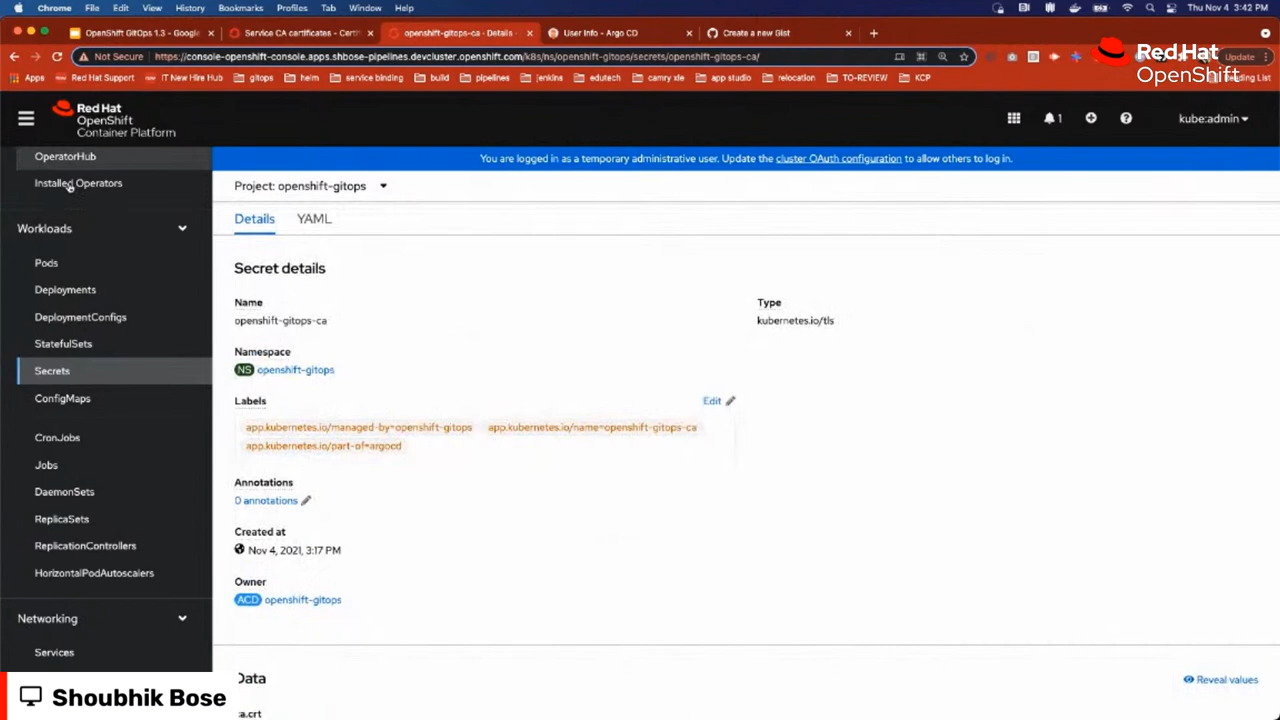 Chrome File Edit View History Bookmarks Profiles Tab Window Help Thu Nov 4 3:42 PM
OpenShift GitOps 1.3 - Google Service CA certificates - Certif openshift-gitops-ca - Details - User Info - Argo CD Create a new Gist
Not Secure https://console-openshift-console.apps.shbose-pipelines.devcluster.openshift.com/k8s/ns/openshift-gitops/secrets/openshift-gitops-ca/ Update
Apps Red Hat Support IT New Hire Hub gitops helm service binding build pipelines jenkins edutech camry xle app studio relocation TO-REVIEW KCP Reading List
Red Hat
OpenShift
Red Hat
OpenShift
Container Platform
1
kube:admin
You are logged in as a temporary administrative user. Update the cluster OAuth configuration to allow others to log in.
OperatorHub
Installed Operators
Workloads
Pods
Deployments
DeploymentConfigs
StatefulSets
Secrets
ConfigMaps
CronJobs
Jobs
DaemonSets
ReplicaSets
ReplicationControllers
HorizontalPodAutoscalers
Networking
Services
Project: openshift-gitops
Details YAML
Secret details
Name
openshift-gitops-ca
Type
kubernetes.io/tls
Namespace
NS openshift-gitops
Labels
Edit
app.kubernetes.io/managed-by=openshift-gitops app.kubernetes.io/name=openshift-gitops-ca
app.kubernetes.io/part-of=argocd
Annotations
0 annotations
Created at
Nov 4, 2021, 3:17 PM
Owner
ACD openshift-gitops
Data
Reveal values
ca.crt
Shoubhik Bose